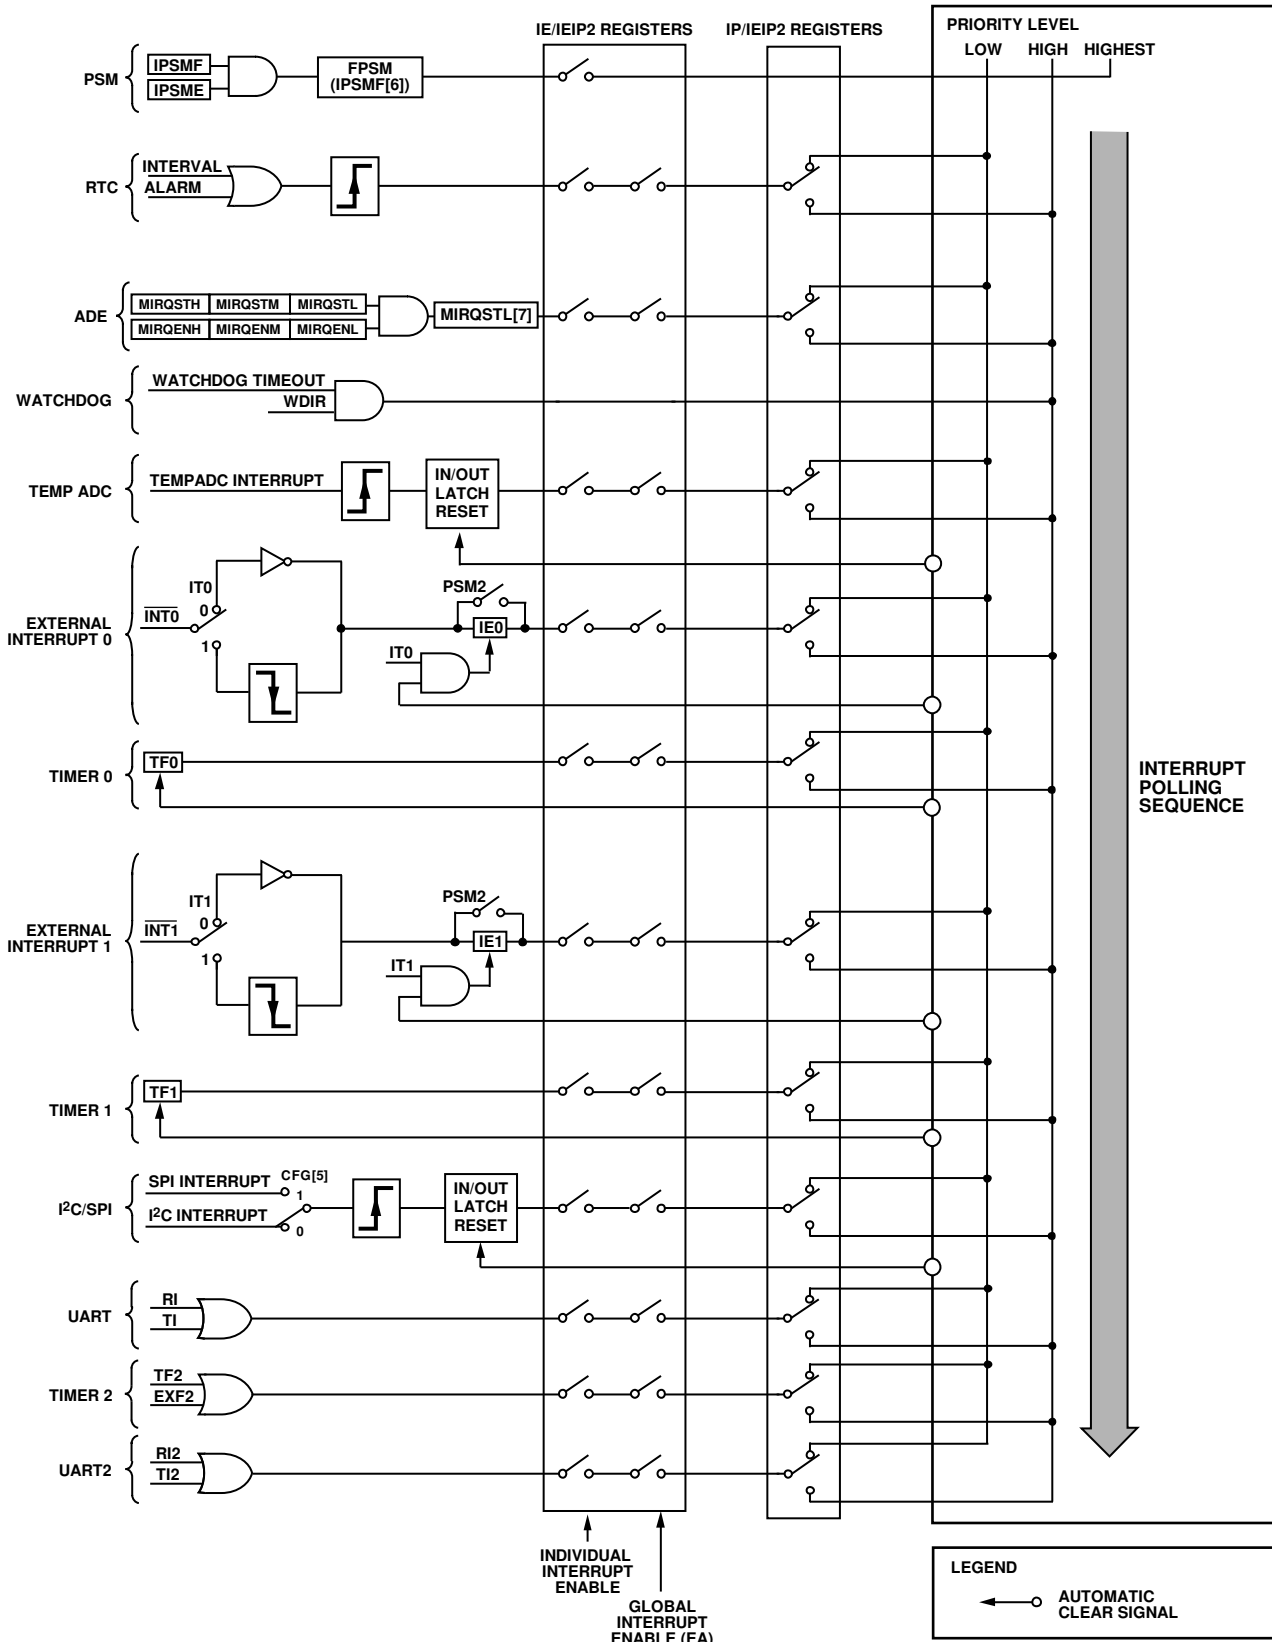 IE/IEIP2 REGISTERS
IP/IEIP2 REGISTERS
PRIORITY LEVEL
LOW HIGH HIGHEST
PSM
IPSMF
IPSME
FPSM
(IPSMF[6])
RTC
INTERVAL
ALARM
ADE
MIRQSTH MIRQSTM MIRQSTL
MIRQENH MIRQENM MIRQENL
MIRQSTL[7]
WATCHDOG
WATCHDOG TIMEOUT
WDIR
TEMP ADC
TEMPADC INTERRUPT
IN/OUT
LATCH
RESET
EXTERNAL
INTERRUPT 0
INT0
IT0
0
1
PSM2
IE0
IT0
TIMER 0
TF0
INTERRUPT
POLLING
SEQUENCE
EXTERNAL
INTERRUPT 1
INT1
IT1
0
1
PSM2
IE1
IT1
TIMER 1
TF1
I²C/SPI
SPI INTERRUPT
I²C INTERRUPT
CFG[5]
1
0
IN/OUT
LATCH
RESET
UART
RI
TI
TIMER 2
TF2
EXF2
UART2
RI2
TI2
INDIVIDUAL
INTERRUPT
ENABLE
GLOBAL
INTERRUPT
ENABLE (EA)
LEGEND
AUTOMATIC
CLEAR SIGNAL